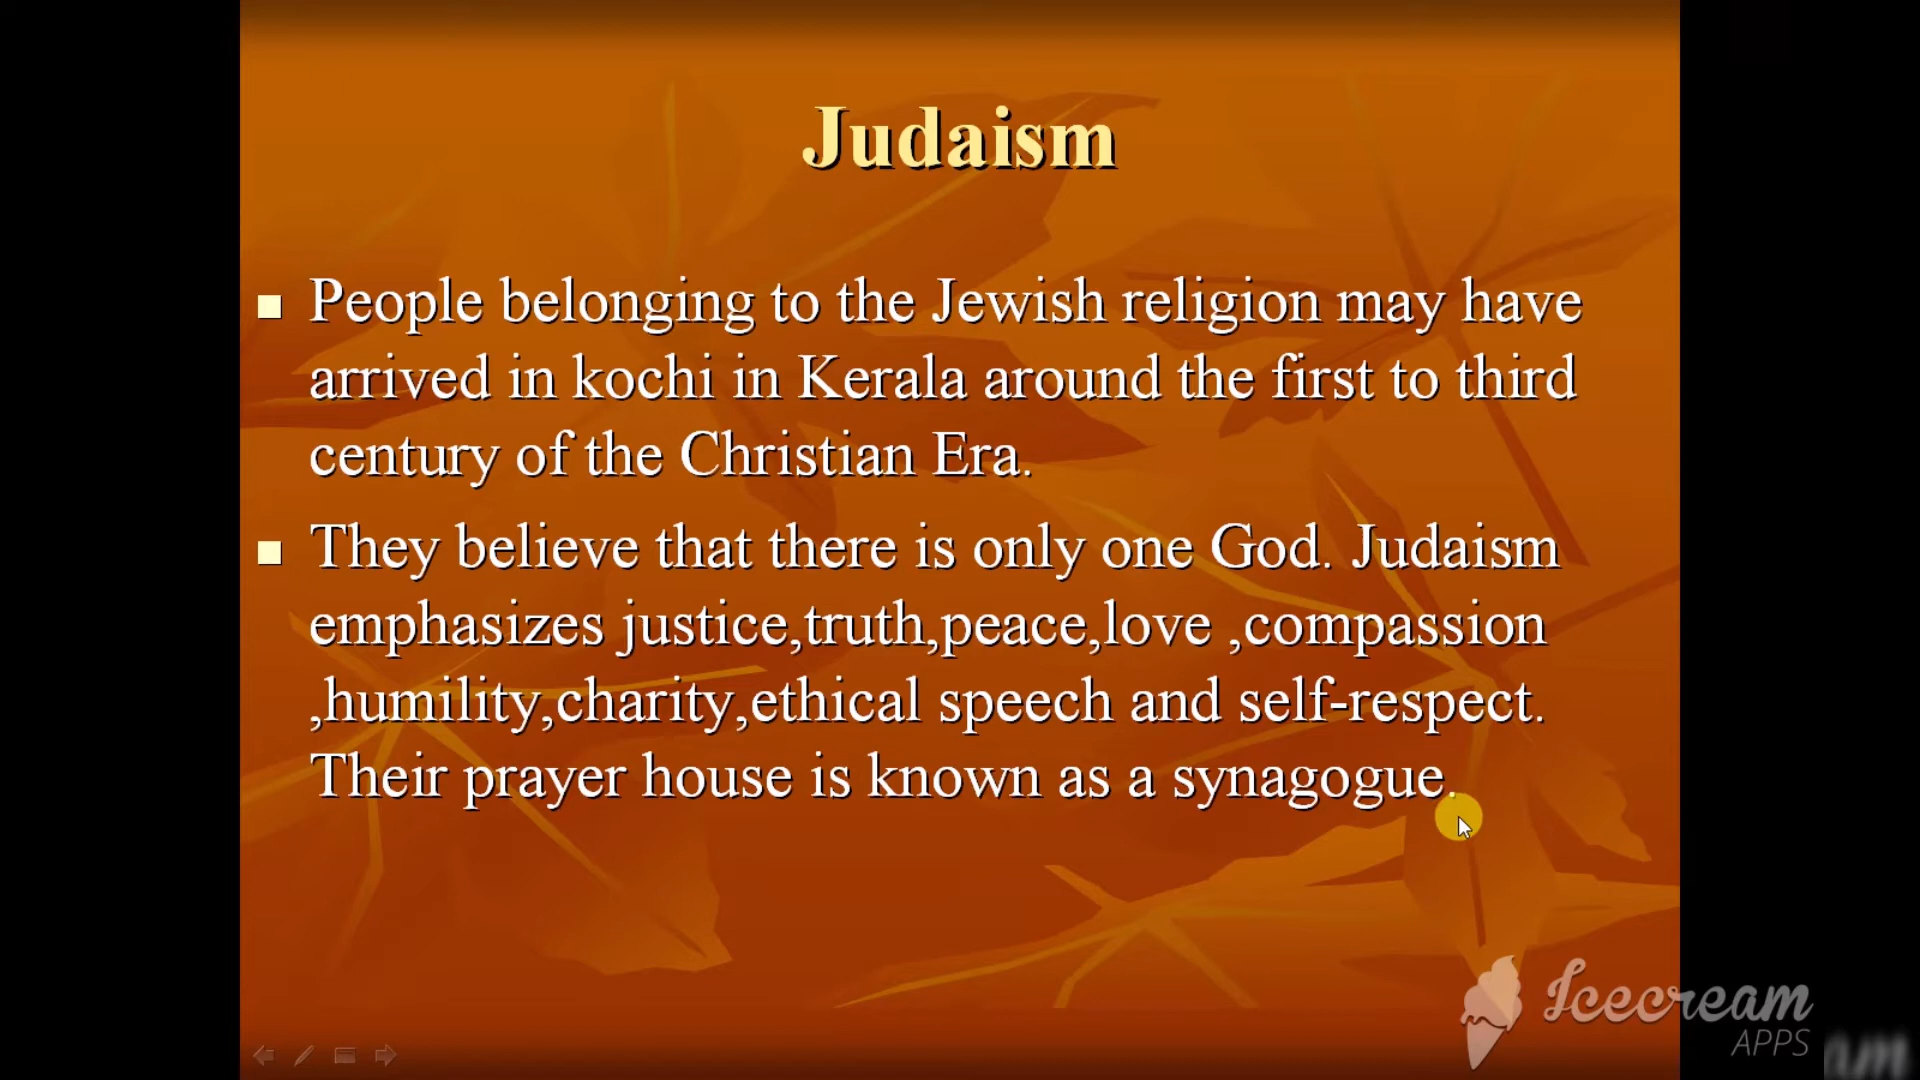 Judaism
People belonging to the Jewish religion may have
arrived in kochi in Kerala around the first to third
century of the Christian Era.
They believe that there is only one God. Judaism
emphasizes justice,truth,peace,love ,compassion
,humility,charity,ethical speech and self-respect.
Their prayer house is known as a synagogue.
Icecream
APPS
am